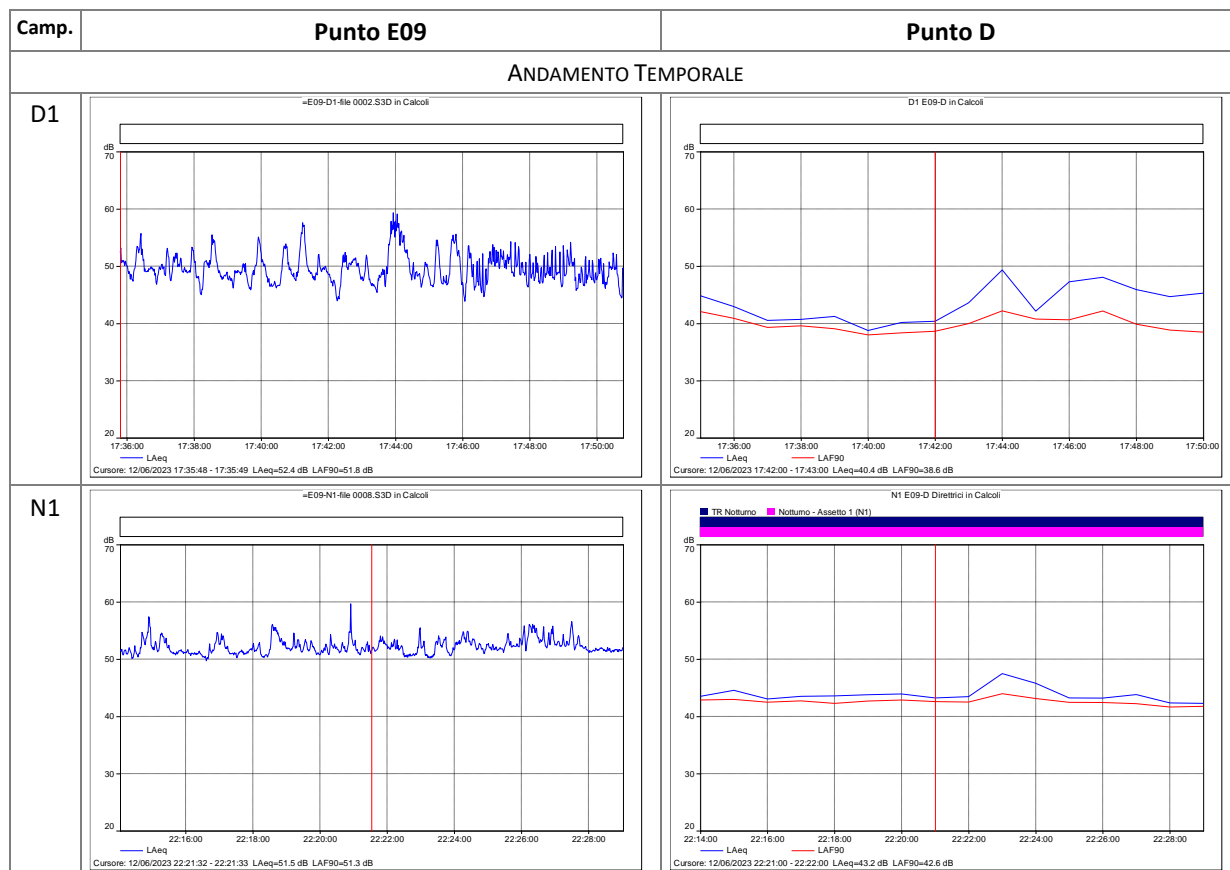 Camp. Punto E09 Punto D
ANDAMENTO TEMPORALE
D1
=E09-D1-file 0002.S3D in Calcoli
dB
70
60
50
40
30
20
17:36:00 17:38:00 17:40:00 17:42:00 17:44:00 17:46:00 17:48:00 17:50:00
LAeq
Cursore: 12/06/2023 17:35:48 - 17:35:49 LAeq=52.4 dB LAF90=51.8 dB
D1 E09-D in Calcoli
dB
70
60
50
40
30
20
17:36:00 17:38:00 17:40:00 17:42:00 17:44:00 17:46:00 17:48:00 17:50:00
LAeq LAF90
Cursore: 12/06/2023 17:42:00 - 17:43:00 LAeq=40.4 dB LAF90=38.6 dB
N1
=E09-N1-file 0008.S3D in Calcoli
dB
70
60
50
40
30
20
22:16:00 22:18:00 22:20:00 22:22:00 22:24:00 22:26:00 22:28:00
LAeq
Cursore: 12/06/2023 22:21:32 - 22:21:33 LAeq=51.5 dB LAF90=51.3 dB
N1 E09-D Direttrici in Calcoli
TR Notturno Notturno - Assetto 1 (N1)
dB
70
60
50
40
30
20
22:14:00 22:16:00 22:18:00 22:20:00 22:22:00 22:24:00 22:26:00 22:28:00
LAeq LAF90
Cursore: 12/06/2023 22:21:00 - 22:22:00 LAeq=43.2 dB LAF90=42.6 dB